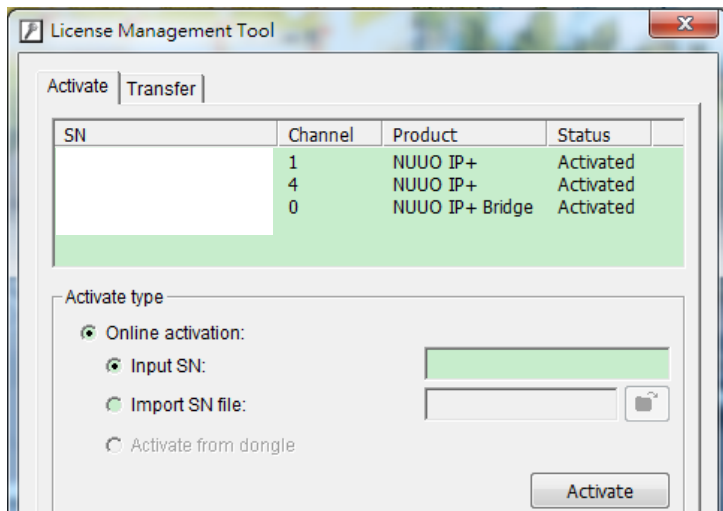 License Management Tool
Activate Transfer
SN Channel Product Status
1 NUUO IP+ Activated
4 NUUO IP+ Activated
0 NUUO IP+ Bridge Activated
Activate type
Online activation:
Input SN:
Import SN file:
Activate from dongle
Activate